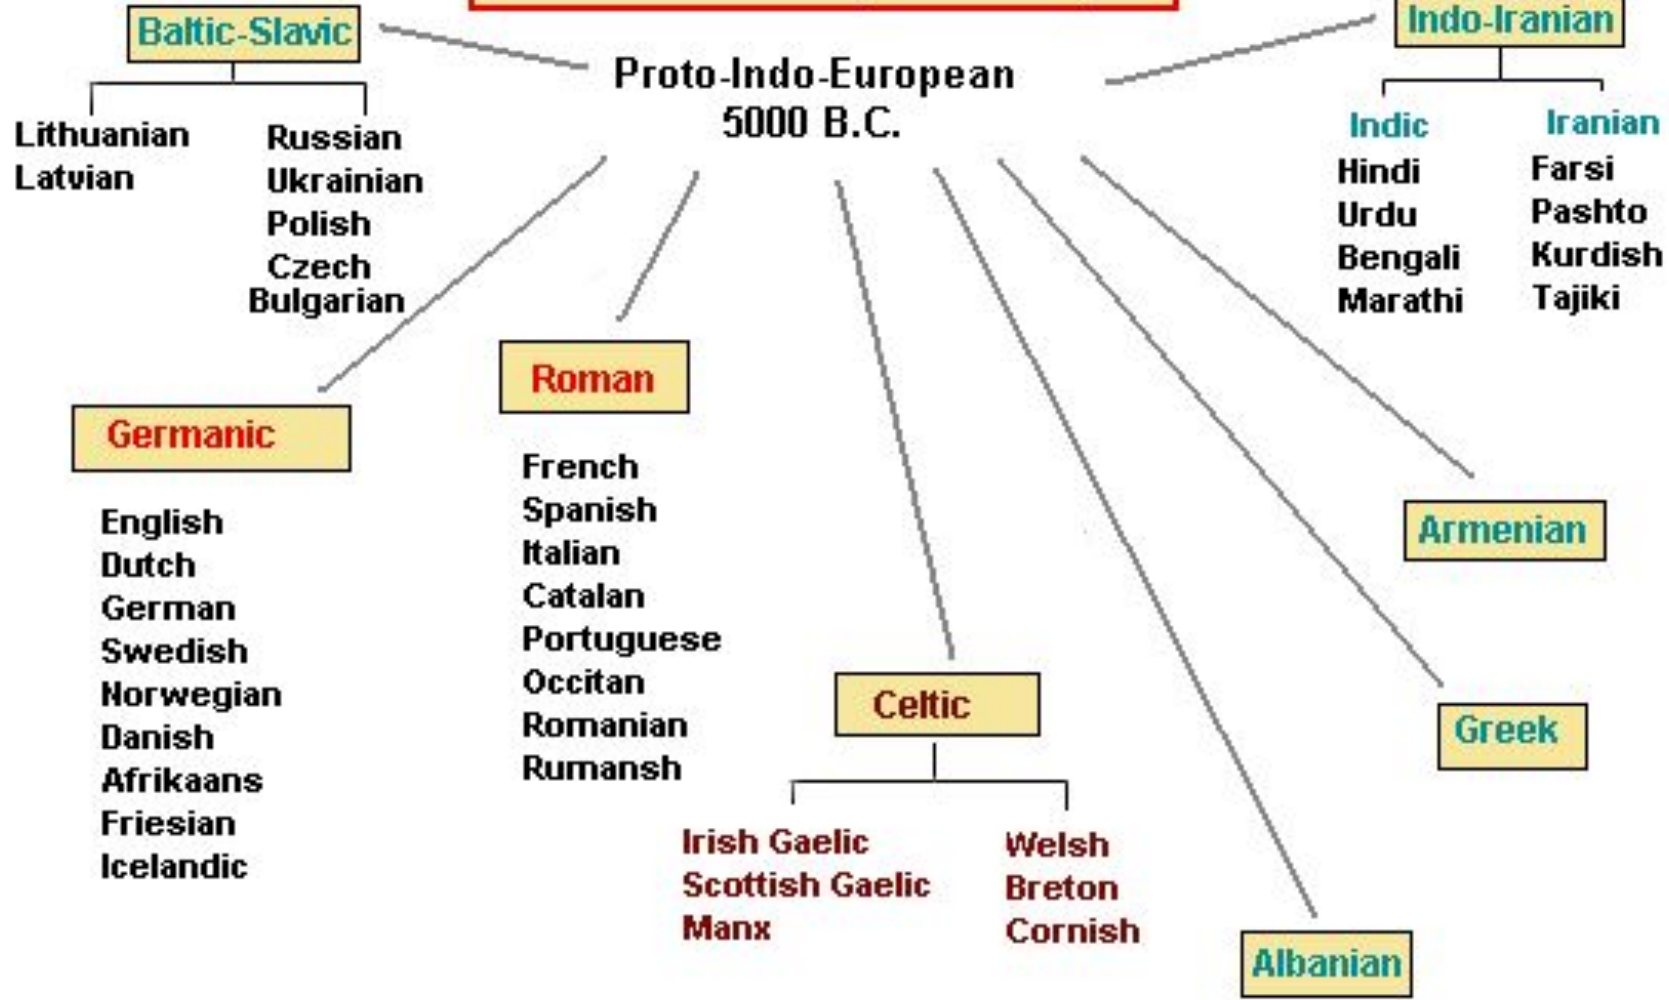 Baltic-Slavic
Proto-Indo-European
5000 B.C.
Indo-Iranian
Lithuanian
Latvian
Russian
Ukrainian
Polish
Czech
Bulgarian
Indic
Hindi
Urdu
Bengali
Marathi
Iranian
Farsi
Pashto
Kurdish
Tajiki
Germanic
English
Dutch
German
Swedish
Norwegian
Danish
Afrikaans
Friesian
Icelandic
Roman
French
Spanish
Italian
Catalan
Portuguese
Occitan
Romanian
Rumansh
Celtic
Irish Gaelic
Scottish Gaelic
Manx
Welsh
Breton
Cornish
Armenian
Greek
Albanian